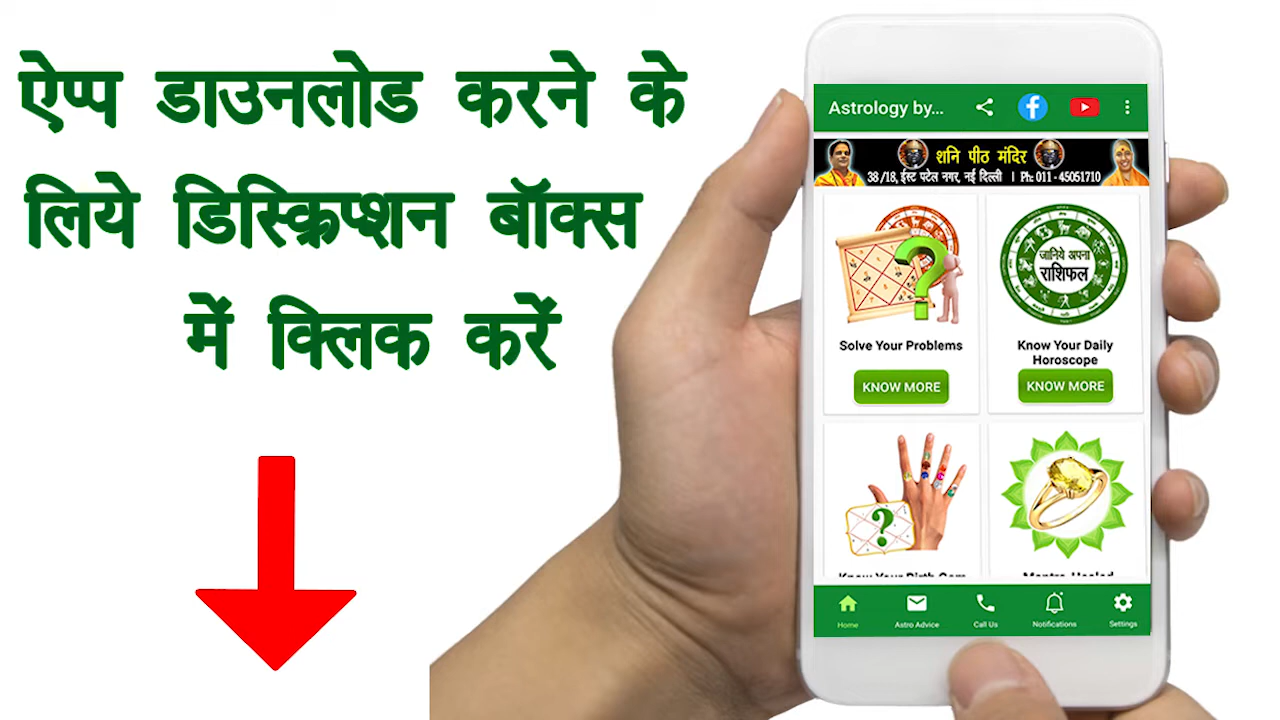 ऐप्प डाउनलोड करने के
लिये डिस्क्रिप्शन बॉक्स
में क्लिक करें
Astrology by...
शनि पीठ मंदिर
38 /18, ईस्ट पटेल नगर, नई दिल्ली । Ph: 011 - 45051710
जानिये अपना
राशिफल
Solve Your Problems
KNOW MORE
Know Your Daily
Horoscope
KNOW MORE
Home
Astro Advice
Call Us
Notifications
Settings